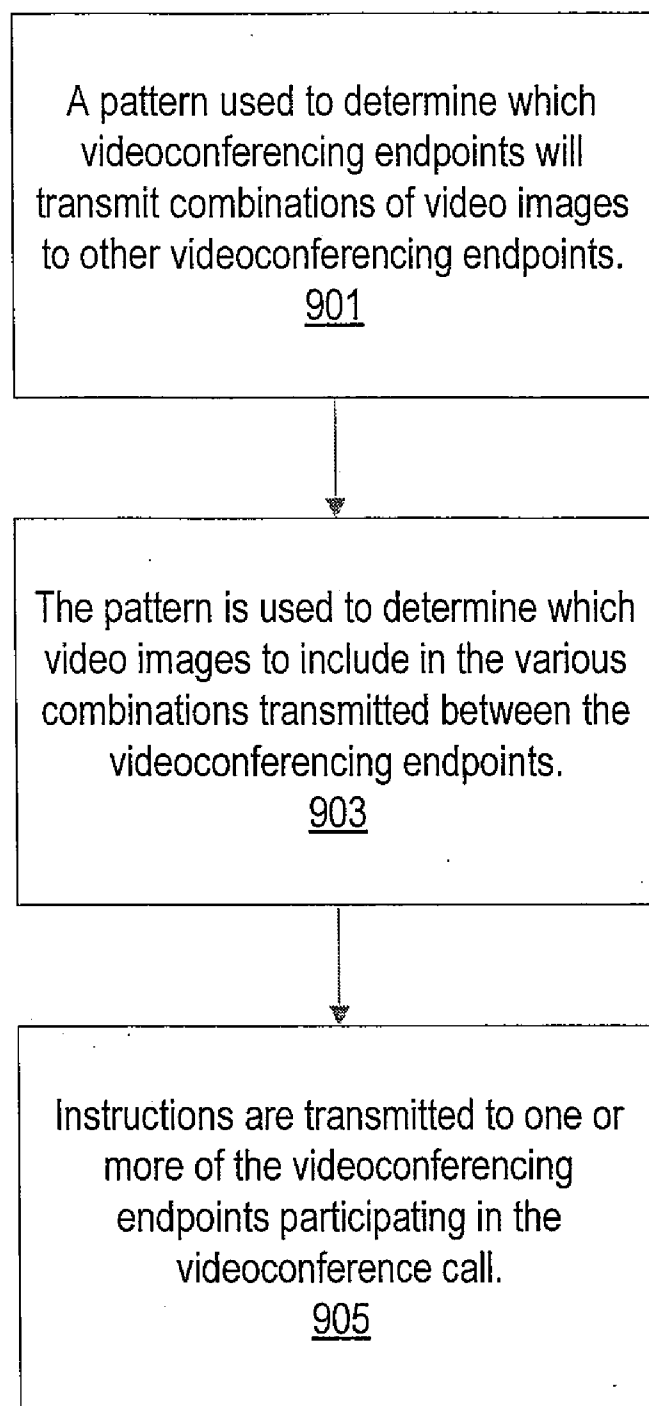 A pattern used to determine which
videoconferencing endpoints will
transmit combinations of video images
to other videoconferencing endpoints.
901
The pattern is used to determine which
video images to include in the various
combinations transmitted between the
videoconferencing endpoints.
903
Instructions are transmitted to one or
more of the videoconferencing
endpoints participating in the
videoconference call.
905